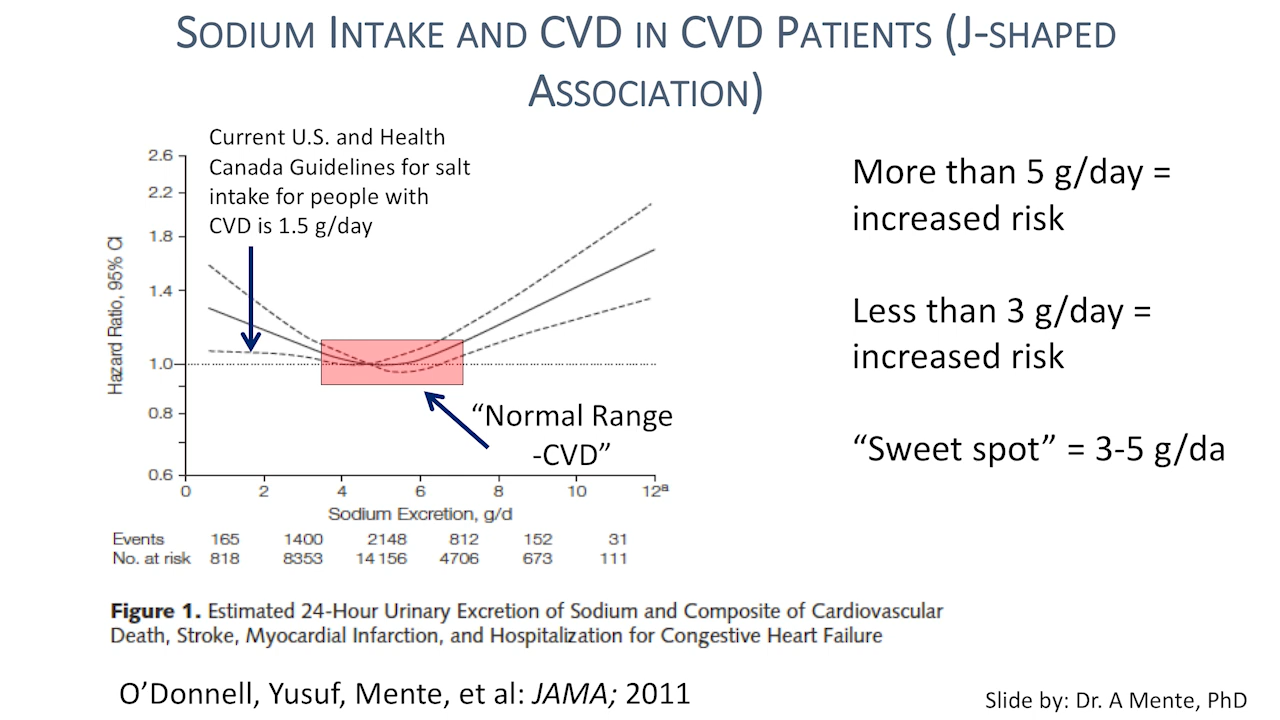 SODIUM INTAKE AND CVD IN CVD PATIENTS (J-SHAPED
ASSOCIATION)
Current U.S. and Health
Canada Guidelines for salt
intake for people with
CVD is 1.5 g/day
2.6
2.2
1.8
1.4
1.0
0.8
0.6
Hazard Ratio, 95% CI
"Normal Range
-CVD"
0 2 4 6 8 10 12a
Sodium Excretion, g/d
Events 165 1400 2148 812 152 31
No. at risk 818 8353 14156 4706 673 111
More than 5 g/day =
increased risk
Less than 3 g/day =
increased risk
“Sweet spot” = 3-5 g/da
Figure 1. Estimated 24-Hour Urinary Excretion of Sodium and Composite of Cardiovascular
Death, Stroke, Myocardial Infarction, and Hospitalization for Congestive Heart Failure
O’Donnell, Yusuf, Mente, et al: JAMA; 2011
Slide by: Dr. A Mente, PhD